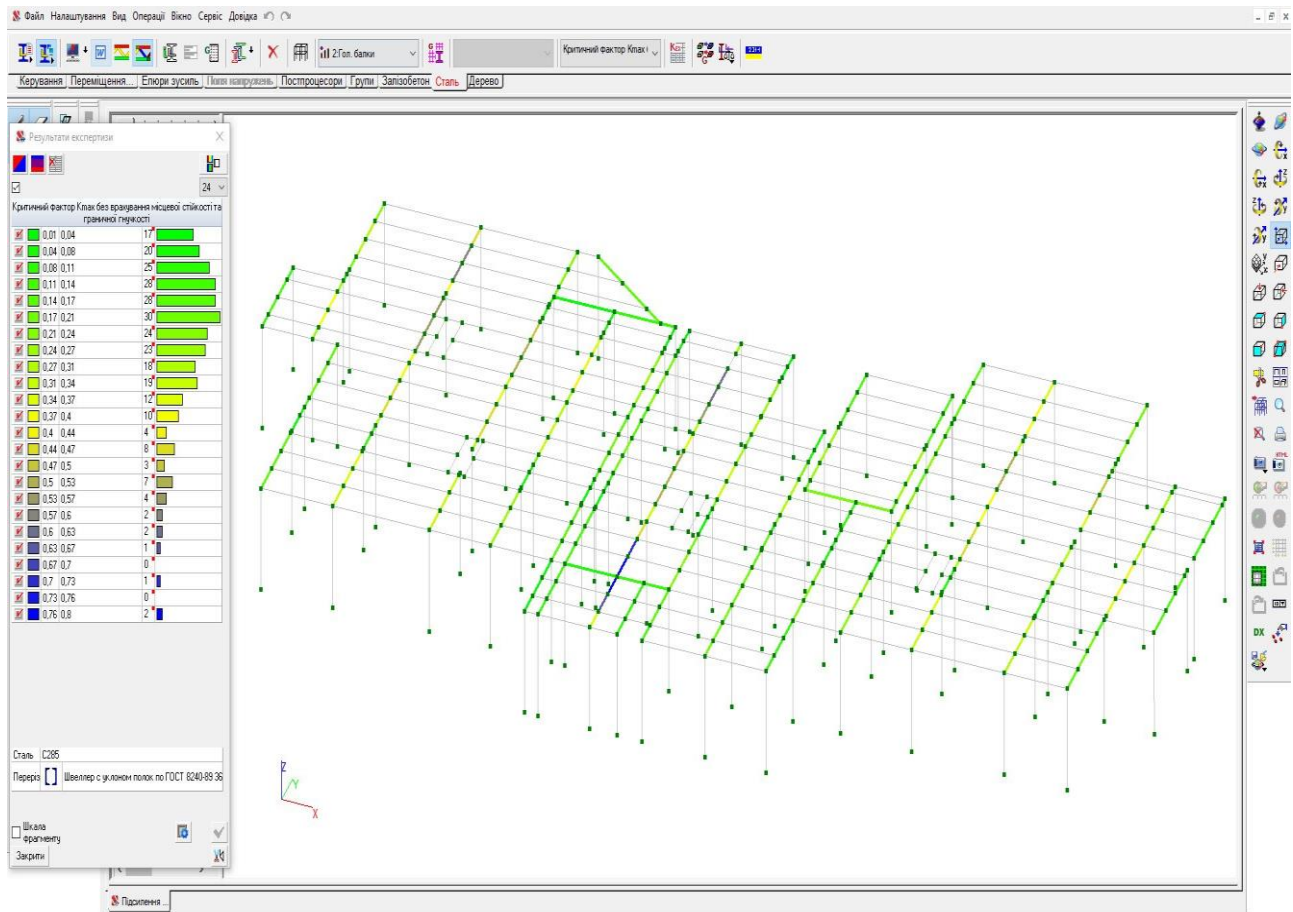 Файл Налаштування Вид Операції Вікно Сервіс Довідка
2:Гол. балки
Критичний фактор Kmax
Керування Переміщення... Епюри зусиль Поля напружень Постпроцесори Групи Залізобетон Сталь Дерево
Результати експертизи
24
Критичний фактор Kmax без врахування місцевої стійкості та
граничної гнучкості
0,01 0,04 17
0,04 0,08 20
0,08 0,11 25
0,11 0,14 28
0,14 0,17 28
0,17 0,21 30
0,21 0,24 24
0,24 0,27 23
0,27 0,31 18
0,31 0,34 19
0,34 0,37 12
0,37 0,4 10
0,4 0,44 4
0,44 0,47 8
0,47 0,5 3
0,5 0,53 7
0,53 0,57 4
0,57 0,6 2
0,6 0,63 2
0,63 0,67 1
0,67 0,7 0
0,7 0,73 1
0,73 0,76 0
0,76 0,8 2
Сталь C285
Переріз Швеллер с уклоном полок по ГОСТ 8240-89 36
Шкала
фрагменту
Закрити
Z
Y
X
DX
Підсилення ...